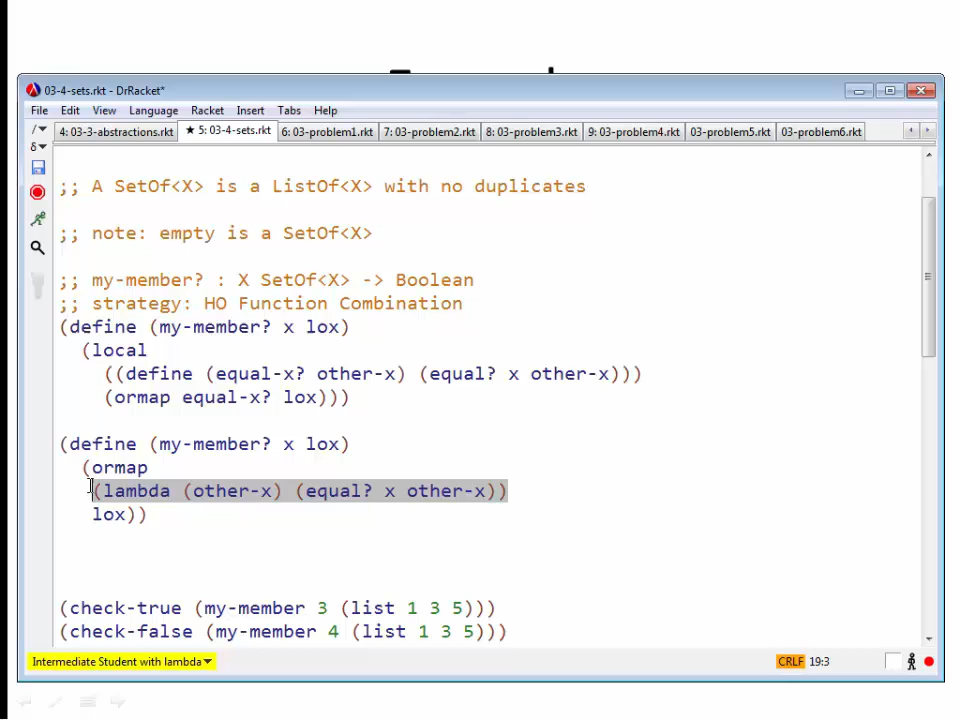 03-4-sets.rkt - DrRacket*
File Edit View Language Racket Insert Tabs Help
4: 03-3-abstractions.rkt ★ 5: 03-4-sets.rkt 6: 03-problem1.rkt 7: 03-problem2.rkt 8: 03-problem3.rkt 9: 03-problem4.rkt 03-problem5.rkt 03-problem6.rkt
;; A SetOf<X> is a ListOf<X> with no duplicates
;; note: empty is a SetOf<X>
;; my-member? : X SetOf<X> -> Boolean
;; strategy: HO Function Combination
(define (my-member? x lox)
(local
((define (equal-x? other-x) (equal? x other-x)))
(ormap equal-x? lox)))
(define (my-member? x lox)
(ormap
(lambda (other-x) (equal? x other-x))
lox))
(check-true (my-member 3 (list 1 3 5)))
(check-false (my-member 4 (list 1 3 5)))
Intermediate Student with lambda CRLF 19:3